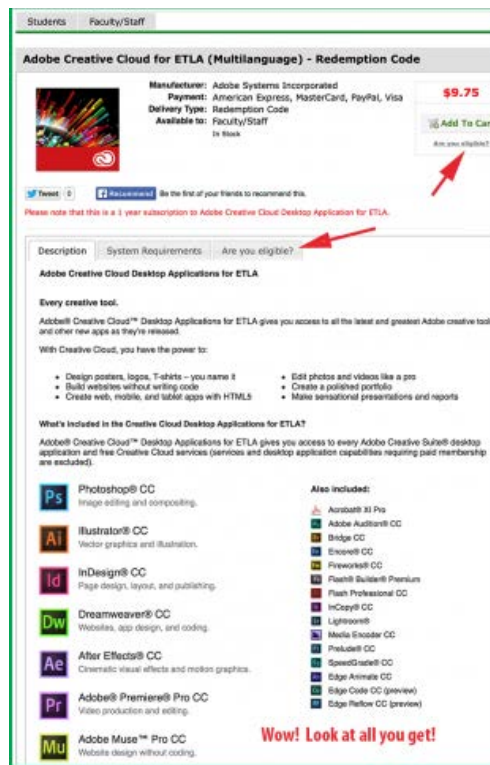 Students Faculty/Staff
Adobe Creative Cloud for ETLA (Multilanguage) - Redemption Code
Manufacturer: Adobe Systems Incorporated
Payment: American Express, MasterCard, PayPal, Visa
Delivery Type: Redemption Code
Available to: Faculty/Staff
In Stock
$9.75
Add To Car
Are you eligible?
Tweet 0 Recommend Be the first of your friends to recommend this.
Please note that this is a 1 year subscription to Adobe Creative Cloud Desktop Application for ETLA.
Description System Requirements Are you eligible?
Adobe Creative Cloud Desktop Applications for ETLA
Every creative tool.
Adobe® Creative Cloud™ Desktop Applications for ETLA gives you access to all the latest and greatest Adobe creative tool
and other new apps as they're released.
With Creative Cloud, you have the power to:
• Design posters, logos, T-shirts – you name it
• Build websites without writing code
• Create web, mobile, and tablet apps with HTML5
• Edit photos and videos like a pro
• Create a polished portfolio
• Make sensational presentations and reports
What's included in the Creative Cloud Desktop Applications for ETLA?
Adobe® Creative Cloud™ Desktop Applications for ETLA gives you access to every Adobe Creative Suite® desktop
application and free Creative Cloud services (services and desktop application capabilities requiring paid membership
are excluded).
Ps Photoshop® CC
Image editing and compositing.
Ai Illustrator® CC
Vector graphics and illustration.
Id InDesign® CC
Page design, layout, and publishing.
Dw Dreamweaver® CC
Websites, app design, and coding.
Ae After Effects® CC
Cinematic visual effects and motion graphics.
Pr Adobe® Premiere® Pro CC
Video production and editing.
Mu Adobe Muse™ Pro CC
Website design without coding.
Also included:
Acrobat® XI Pro
Adobe Audition® CC
Bridge CC
Encore® CC
Fireworks® CC
Flash® Builder® Premium
Flash Professional CC
InCopy® CC
Lightroom®
Media Encoder CC
Prelude® CC
SpeedGrade® CC
Edge Animate CC
Edge Code CC (preview)
Edge Reflow CC (preview)
Wow! Look at all you get!